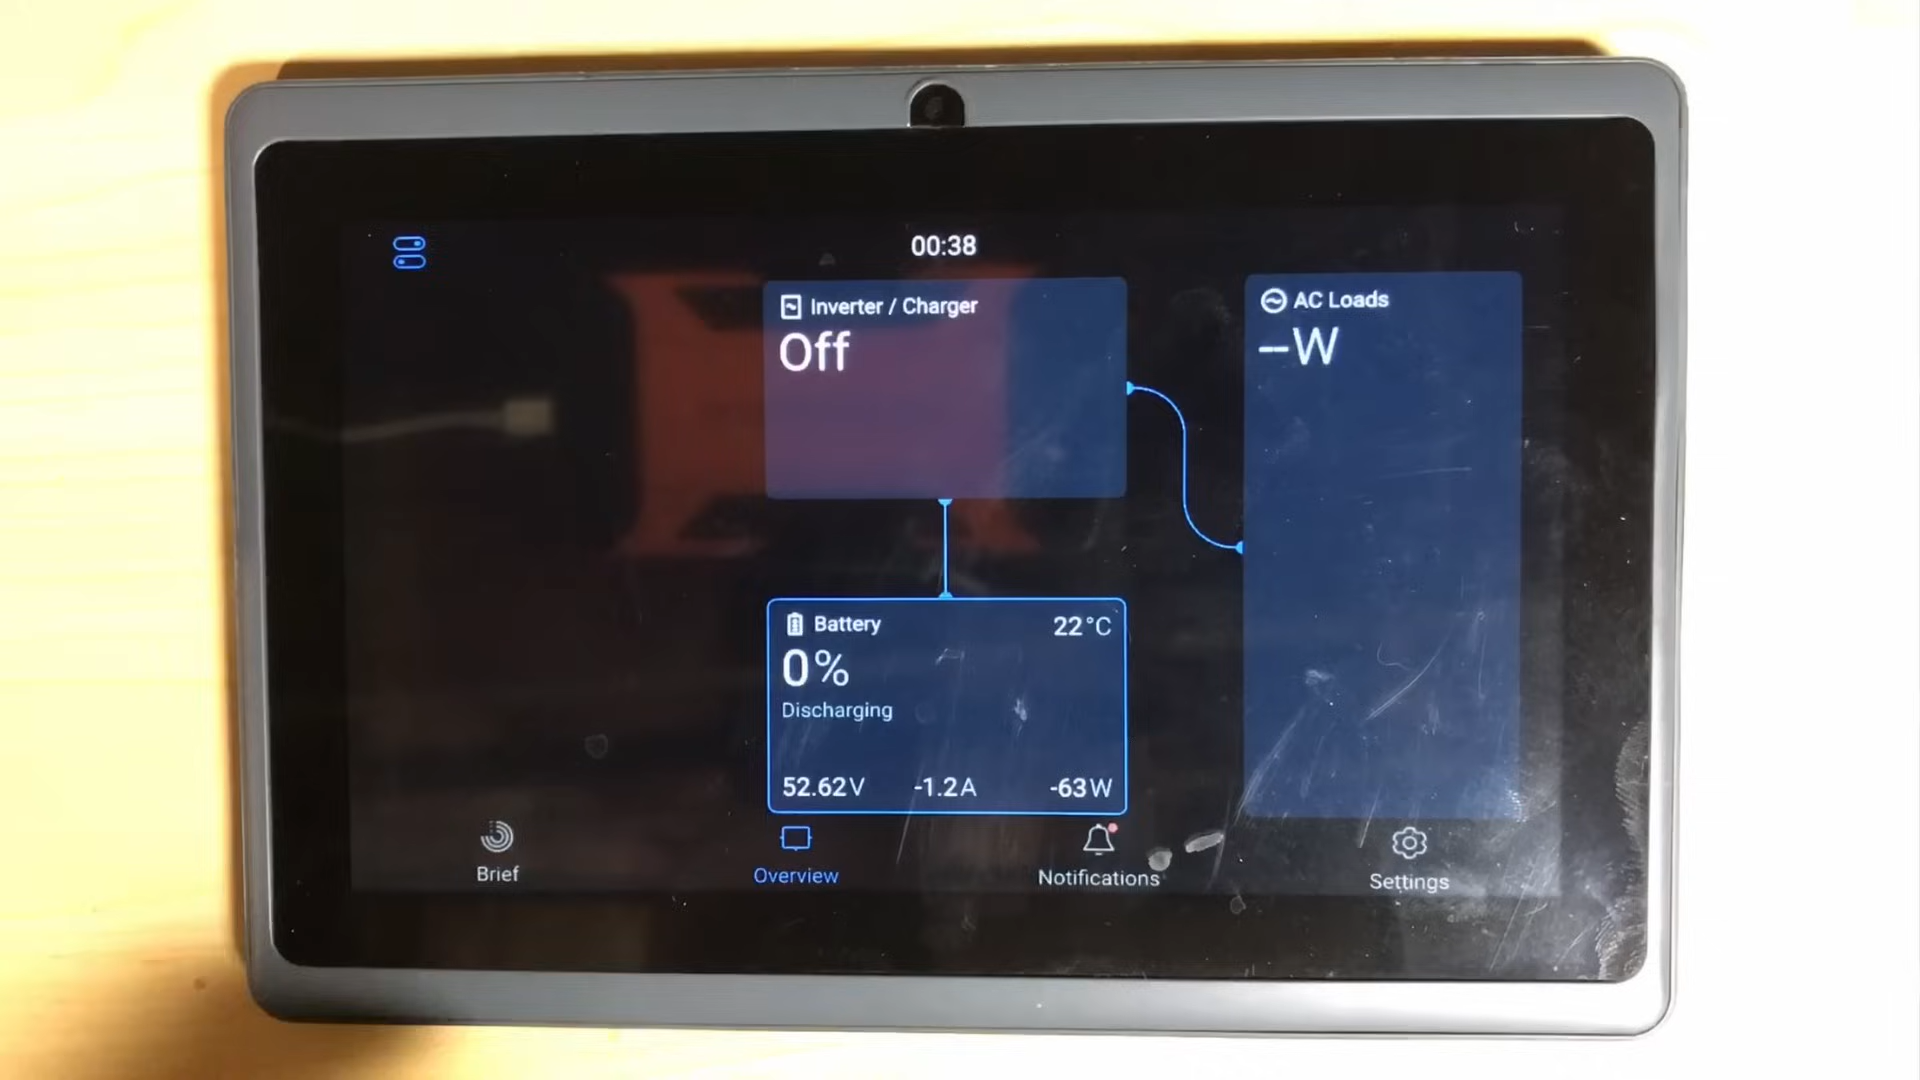 00:38
Inverter / Charger
Off
AC Loads
--W
Battery 22°C
0%
Discharging
52.62V -1.2A -63W
Brief
Overview
Notifications
Settings